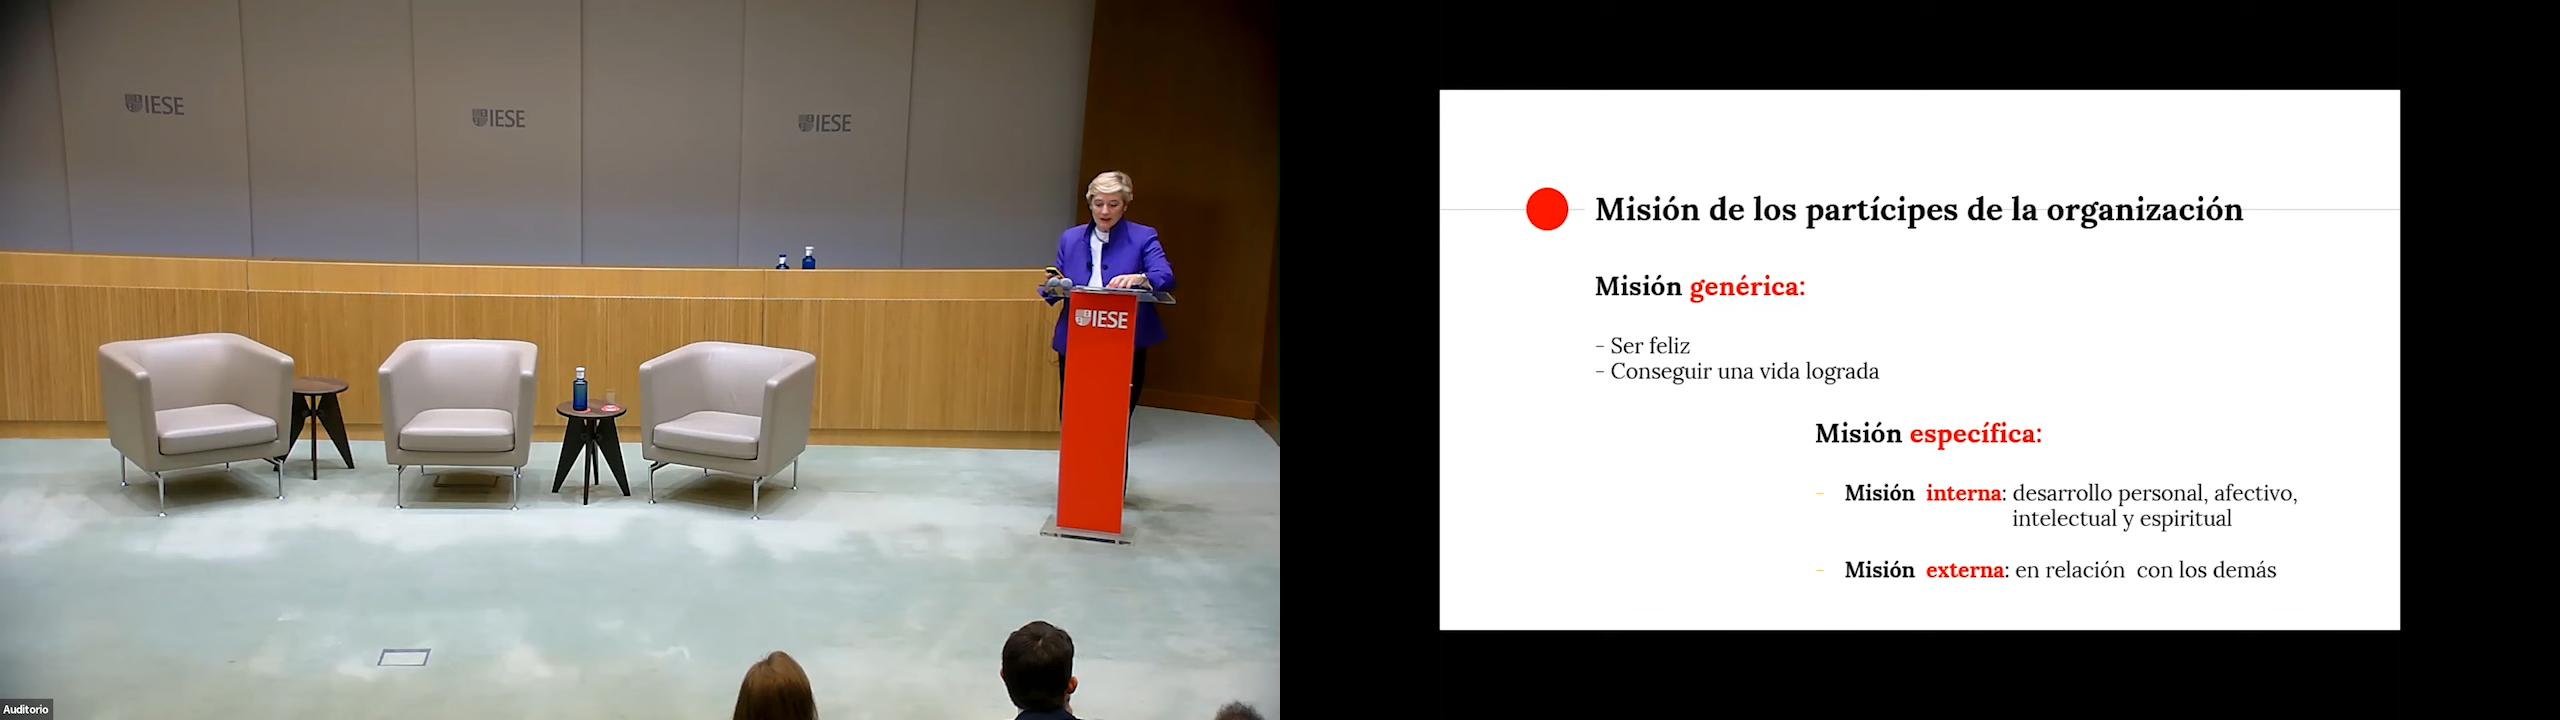 IESE
IESE
IESE
IESE
Auditorio
Misión de los partícipes de la organización
Misión genérica:
- Ser feliz
- Conseguir una vida lograda
Misión específica:
- Misión interna: desarrollo personal, afectivo,
intelectual y espiritual
- Misión externa: en relación con los demás